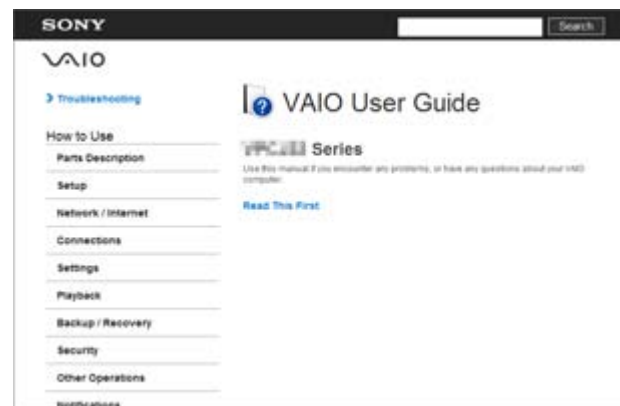 SONY
Search
VAIO
Troubleshooting
VAIO User Guide
How to Use
Series
Parts Description
Use this manual if you encounter any problems, or have any questions about your VAIO
computer.
Setup
Read This First
Network / Internet
Connections
Settings
Playback
Backup / Recovery
Security
Other Operations
Notifications